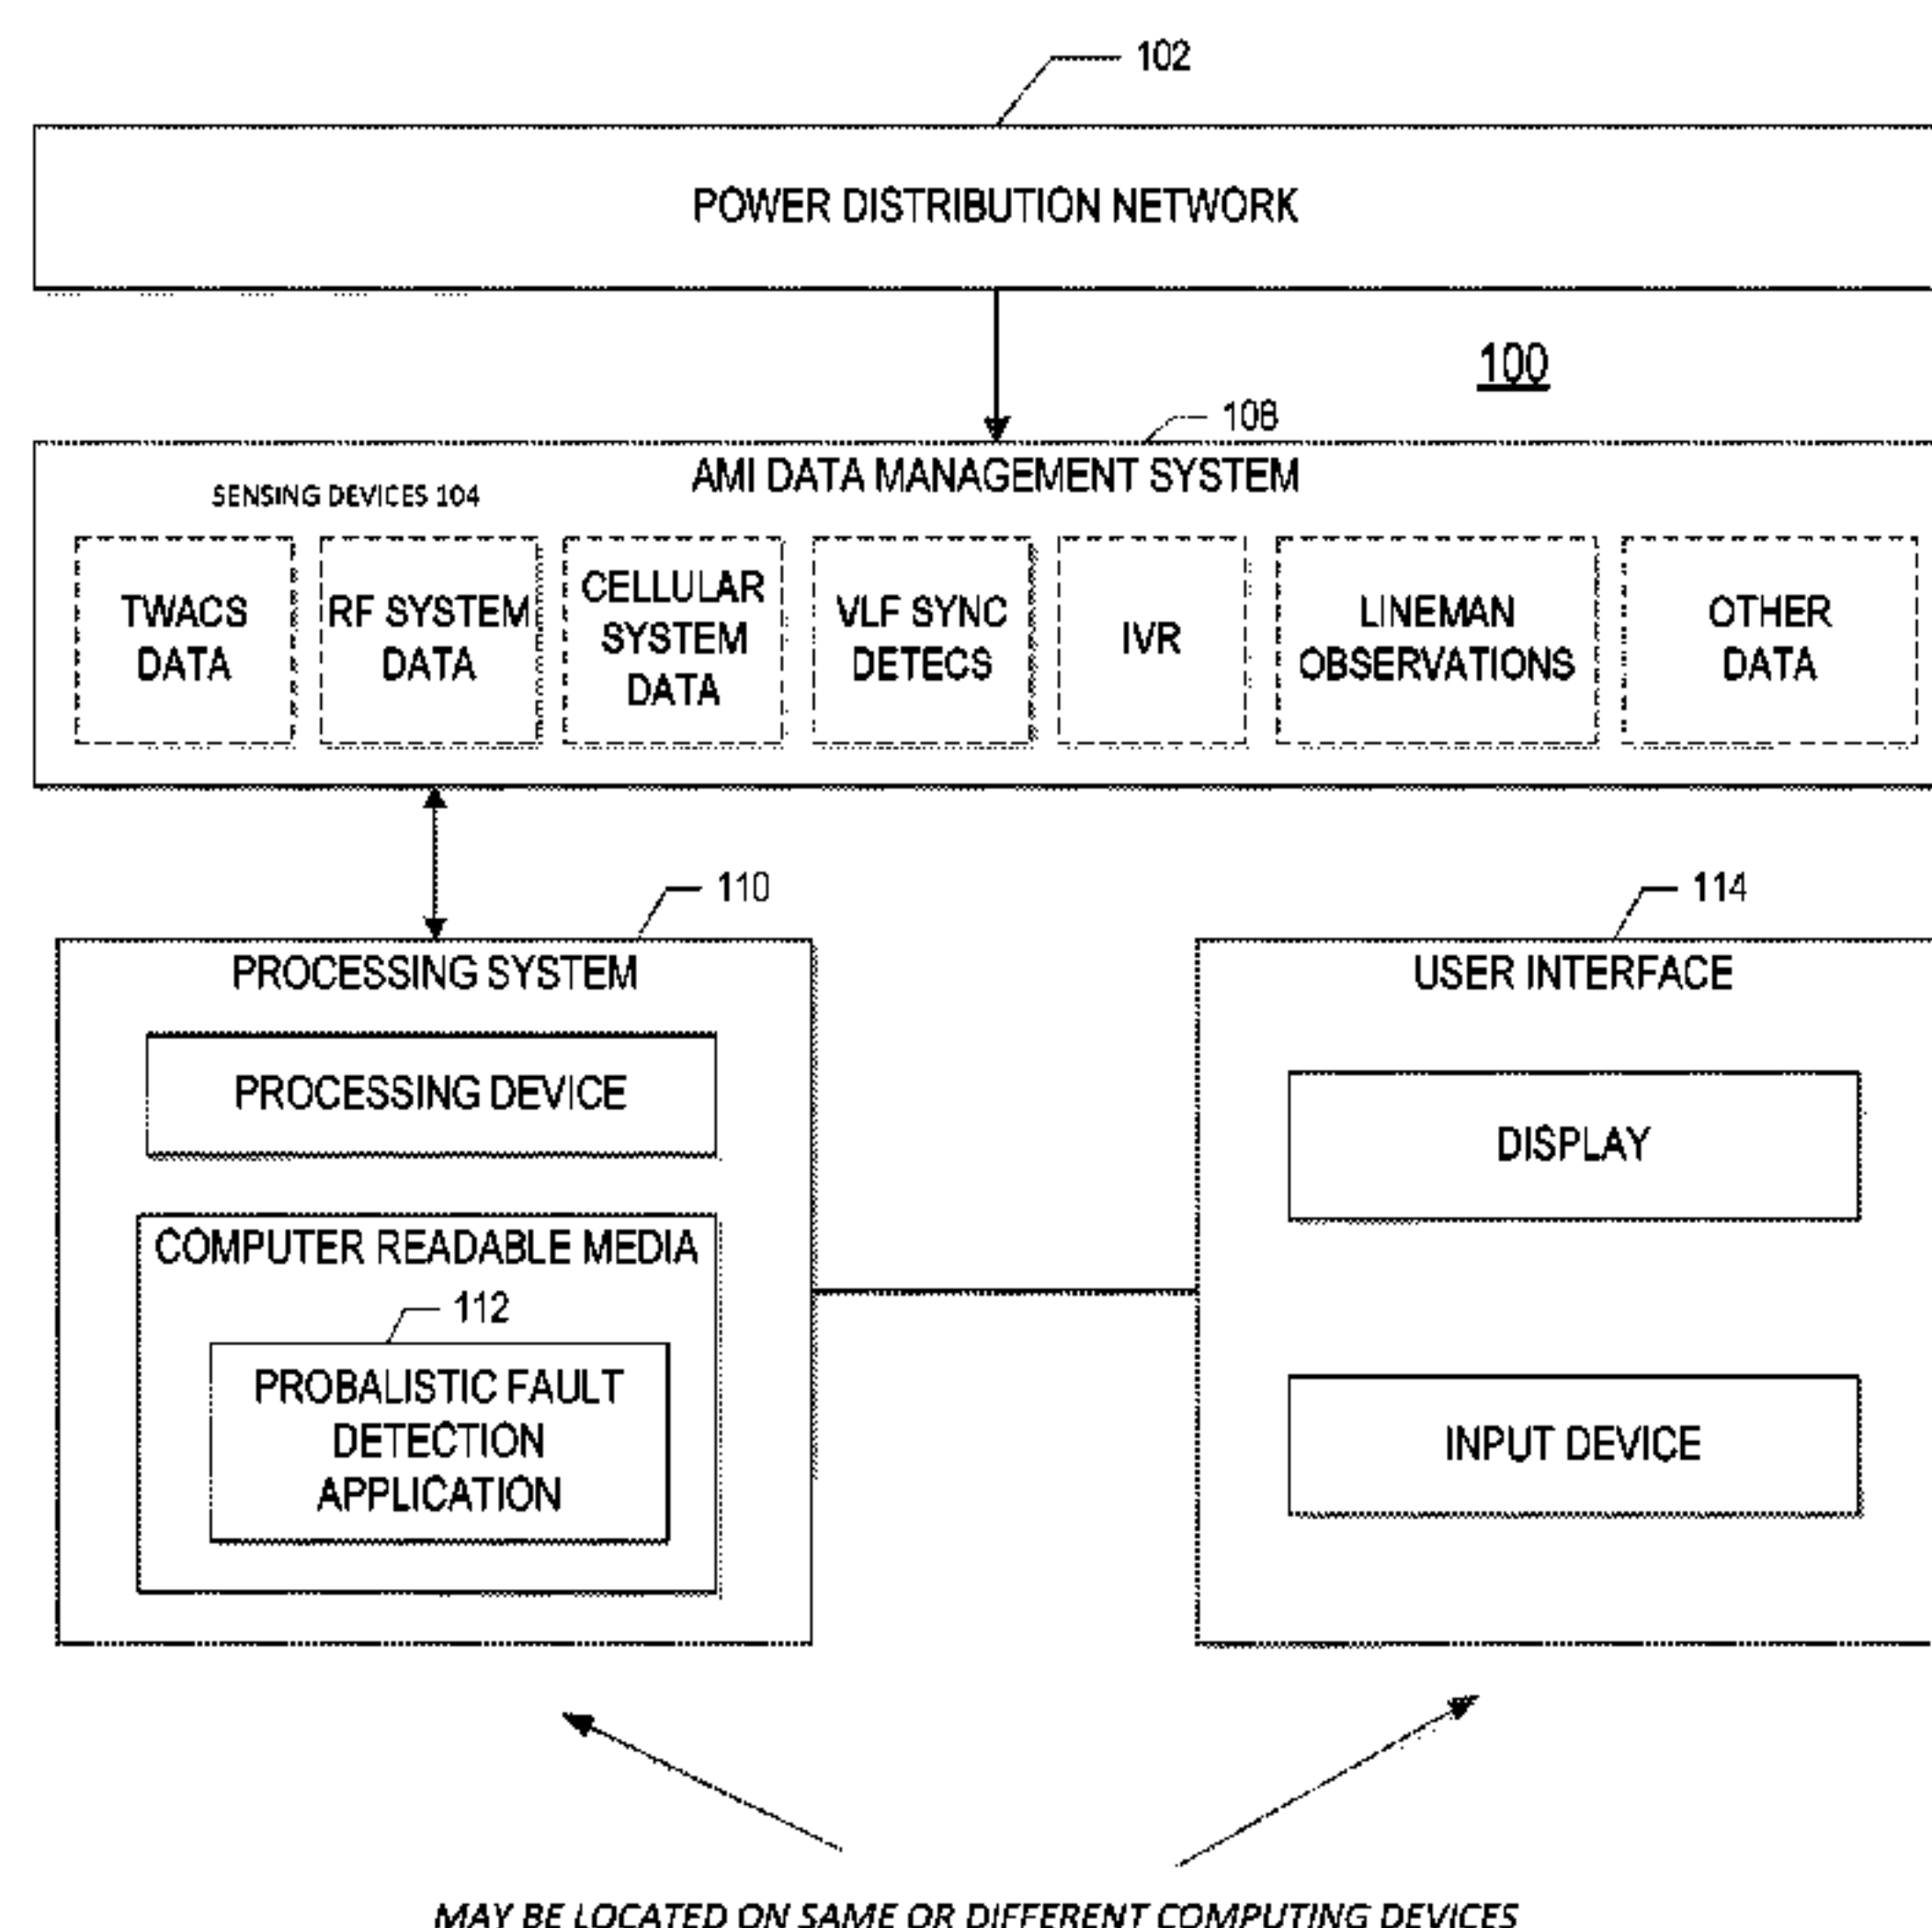 102
POWER DISTRIBUTION NETWORK
100
108
AMI DATA MANAGEMENT SYSTEM
SENSING DEVICES 104
TWACS
DATA
RF SYSTEM
DATA
CELLULAR
SYSTEM
DATA
VLF SYNC
DETECS
IVR
LINEMAN
OBSERVATIONS
OTHER
DATA
110
PROCESSING SYSTEM
PROCESSING DEVICE
COMPUTER READABLE MEDIA
112
PROBALISTIC FAULT
DETECTION
APPLICATION
114
USER INTERFACE
DISPLAY
INPUT DEVICE
MAY BE LOCATED ON SAME OR DIFFERENT COMPUTING DEVICES